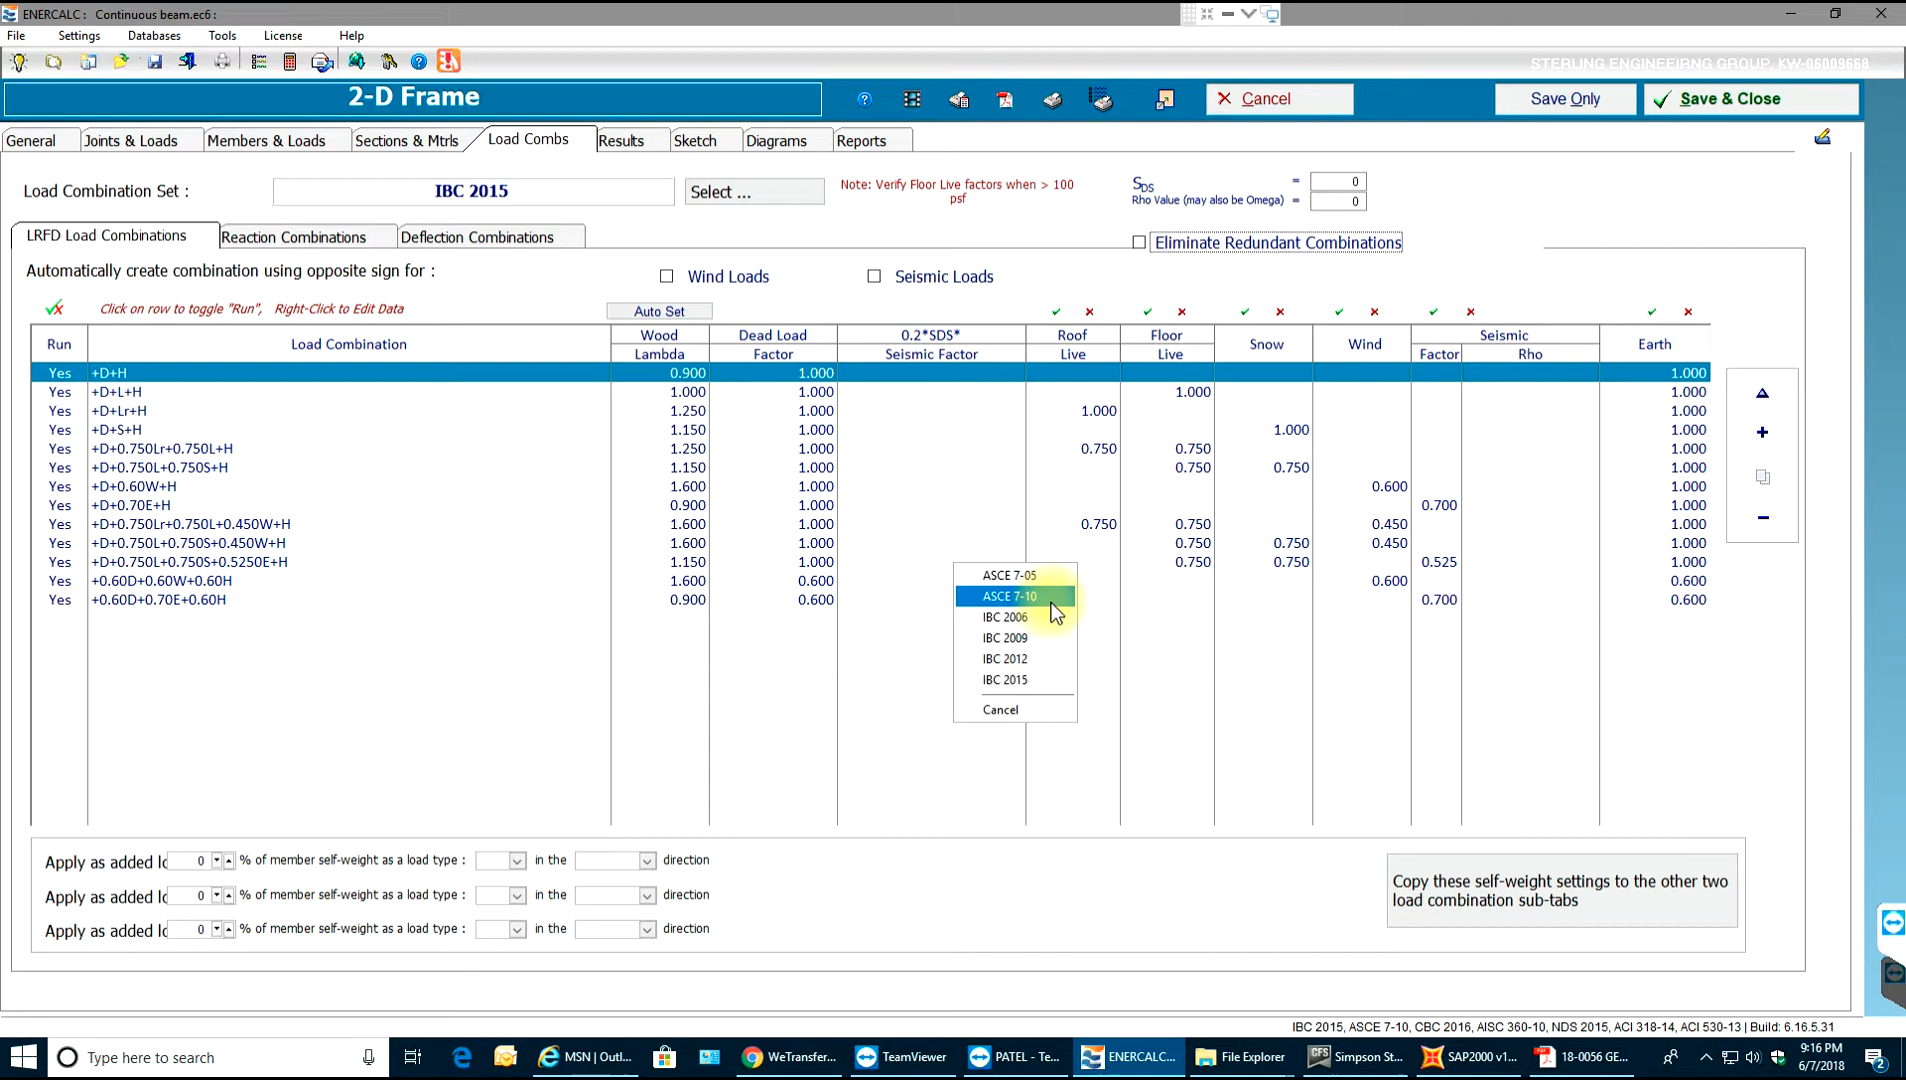 ENERCALC : Continuous beam.ec6 :
File Settings Databases Tools License Help
STERLING ENGINEEIRNG GROUP, KW-06009668
2-D Frame
Cancel
Save Only
Save & Close
General Joints & Loads Members & Loads Sections & Mtrls Load Combs Results Sketch Diagrams Reports
Load Combination Set :
IBC 2015
Select ...
Note: Verify Floor Live factors when > 100
psf
SDS = 0
Rho Value (may also be Omega) = 0
LRFD Load Combinations Reaction Combinations Deflection Combinations
Eliminate Redundant Combinations
Automatically create combination using opposite sign for :
Wind Loads
Seismic Loads
Click on row to toggle "Run", Right-Click to Edit Data
Auto Set
Run Load Combination Wood Lambda Dead Load Factor 0.2*SDS* Seismic Factor Roof Live Floor Live Snow Wind Seismic Factor Rho Earth
Yes +D+H 0.900 1.000 1.000
Yes +D+L+H 1.000 1.000 1.000 1.000
Yes +D+Lr+H 1.250 1.000 1.000 1.000
Yes +D+S+H 1.150 1.000 1.000 1.000
Yes +D+0.750Lr+0.750L+H 1.250 1.000 0.750 0.750 1.000
Yes +D+0.750L+0.750S+H 1.150 1.000 0.750 0.750 1.000
Yes +D+0.60W+H 1.600 1.000 0.600 1.000
Yes +D+0.70E+H 0.900 1.000 0.700 1.000
Yes +D+0.750Lr+0.750L+0.450W+H 1.600 1.000 0.750 0.750 0.450 1.000
Yes +D+0.750L+0.750S+0.450W+H 1.600 1.000 0.750 0.750 0.450 1.000
Yes +D+0.750L+0.750S+0.5250E+H 1.150 1.000 0.750 0.750 0.525 1.000
Yes +0.60D+0.60W+0.60H 1.600 0.600 0.600 0.600
Yes +0.60D+0.70E+0.60H 0.900 0.600 0.700 0.600
ASCE 7-05
ASCE 7-10
IBC 2006
IBC 2009
IBC 2012
IBC 2015
Cancel
Apply as added lo 0 % of member self-weight as a load type : in the direction
Apply as added lo 0 % of member self-weight as a load type : in the direction
Apply as added lo 0 % of member self-weight as a load type : in the direction
Copy these self-weight settings to the other two
load combination sub-tabs
IBC 2015, ASCE 7-10, CBC 2016, AISC 360-10, NDS 2015, ACI 318-14, ACI 530-13 | Build: 6.16.5.31
Type here to search
MSN | Outl...
WeTransfer...
TeamViewer
PATEL - Te...
ENERCALC...
File Explorer
CFS
Simpson St...
SAP2000 v1...
18-0056 GE...
9:16 PM
6/7/2018
2